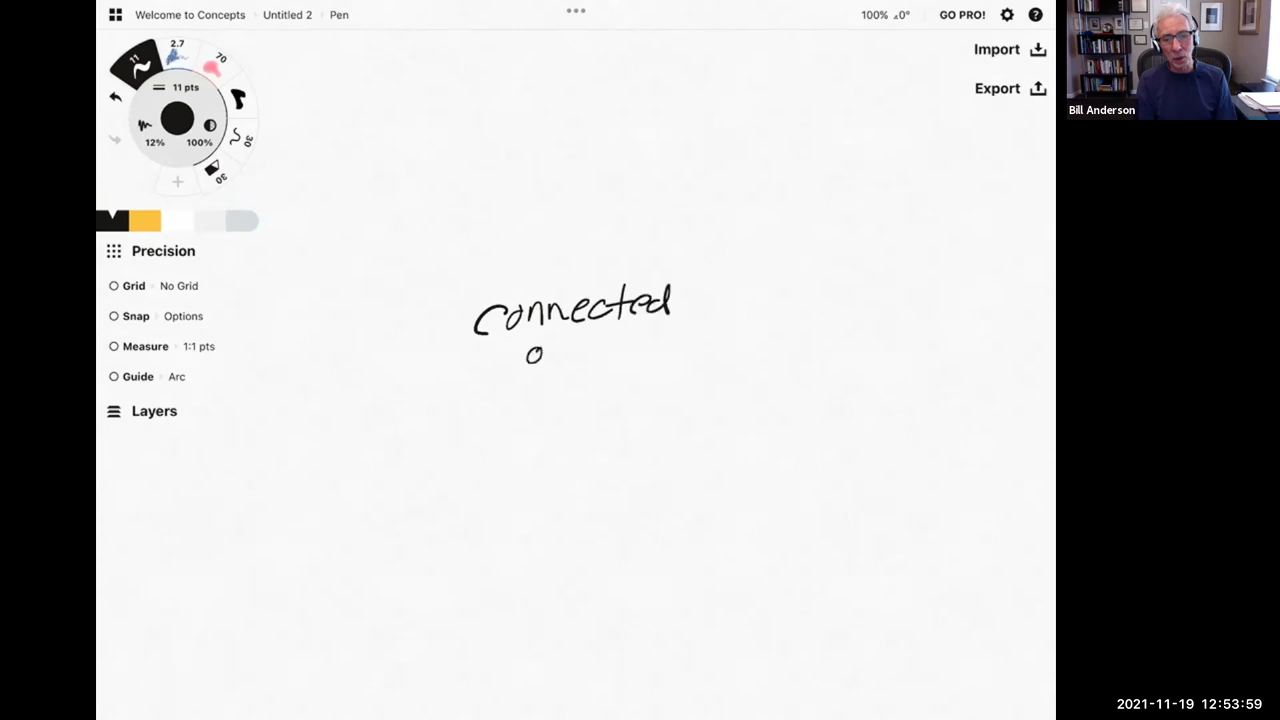 Welcome to Concepts › Untitled 2 › Pen
100% ⊿0°
GO PRO!
Import
Export
11
2.7
70
30
30
11 pts
12%
100%
Precision
Grid No Grid
Snap Options
Measure 1:1 pts
Guide Arc
Layers
connected
o
Bill Anderson
2021-11-19 12:53:59